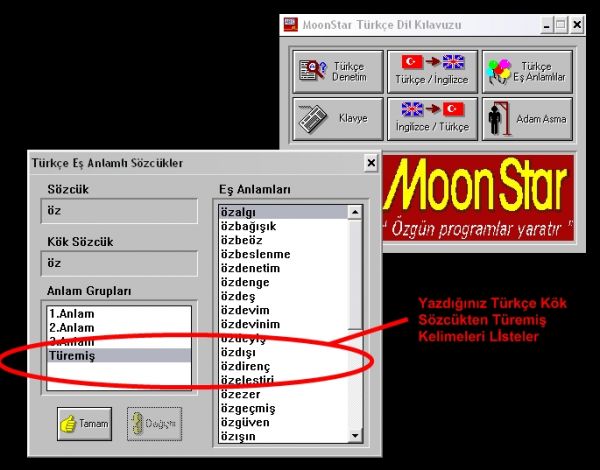 MoonStar Türkçe Dil Kılavuzu
Türkçe
Denetim
Türkçe / İngilizce
Türkçe
Eş Anlamlılar
Klavye
İngilizce / Türkçe
Adam Asma
MoonStar
" Özgün programlar yaratır "
Türkçe Eş Anlamlı Sözcükler
Sözcük
öz
Kök Sözcük
öz
Anlam Grupları
1.Anlam
2.Anlam
3.Anlam
Türemiş
Tamam
Değiştir
Eş Anlamları
özalgı
özbağışık
özbeöz
özbeslenme
özdenetim
özdenge
özdeş
özdevim
özdevinim
özdeyiş
özdışı
özdirenç
özeleştiri
özezer
özgeçmiş
özgüven
özışın
Yazdığınız Türkçe Kök
Sözcükten Türemiş
Kelimeleri Lİsteler